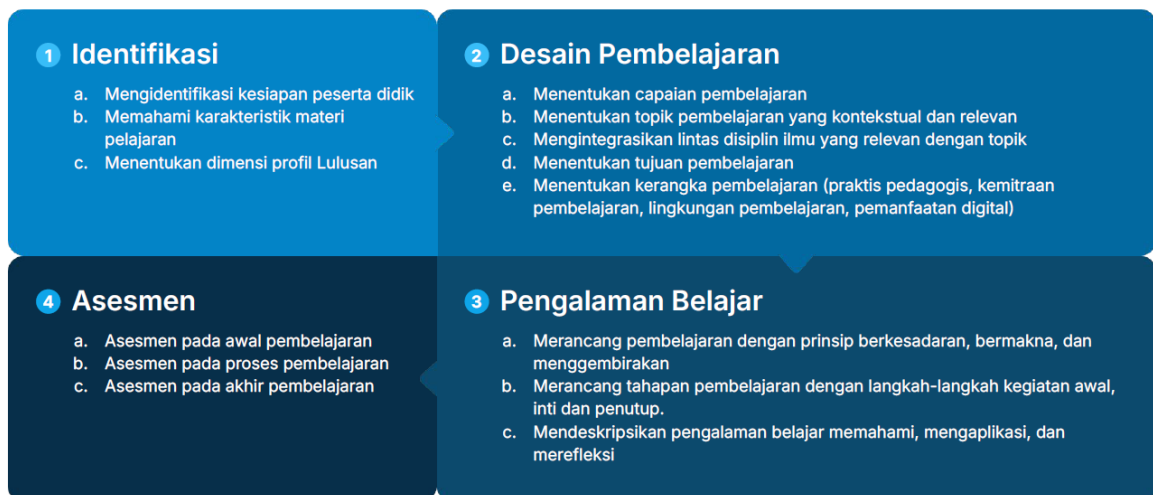 1 Identifikasi
a. Mengidentifikasi kesiapan peserta didik
b. Memahami karakteristik materi
pelajaran
c. Menentukan dimensi profil Lulusan
2 Desain Pembelajaran
a. Menentukan capaian pembelajaran
b. Menentukan topik pembelajaran yang kontekstual dan relevan
c. Mengintegrasikan lintas disiplin ilmu yang relevan dengan topik
d. Menentukan tujuan pembelajaran
e. Menentukan kerangka pembelajaran (praktis pedagogis, kemitraan
pembelajaran, lingkungan pembelajaran, pemanfaatan digital)
3 Pengalaman Belajar
a. Merancang pembelajaran dengan prinsip berkesadaran, bermakna, dan
menggembirakan
b. Merancang tahapan pembelajaran dengan langkah-langkah kegiatan awal,
inti dan penutup.
c. Mendeskripsikan pengalaman belajar memahami, mengaplikasi, dan
merefleksi
4 Asesmen
a. Asesmen pada awal pembelajaran
b. Asesmen pada proses pembelajaran
c. Asesmen pada akhir pembelajaran